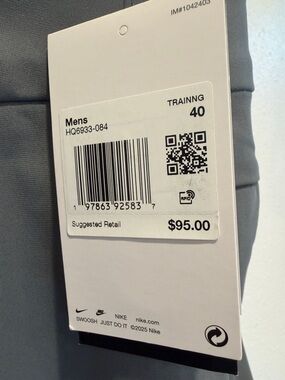 IM#1042403
Mens
HQ6933-084
TRAINNG
40
RFID
1 97863 92583 7
Suggested Retail
$95.00
NIKE nike.com
SWOOSH JUST DO IT ©2025 Nike